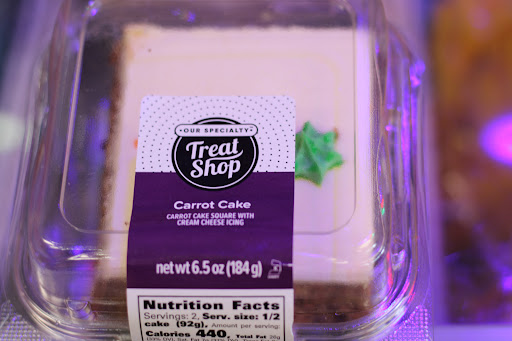 OUR SPECIALTY
Treat
Shop
Carrot Cake
CARROT CAKE SQUARE WITH
CREAM CHEESE ICING
net wt 6.5 oz (184 g)
Nutrition Facts
Servings: 2, Serv. size: 1/2
cake (92g), Amount per serving:
Calories 440, Total Fat 20g